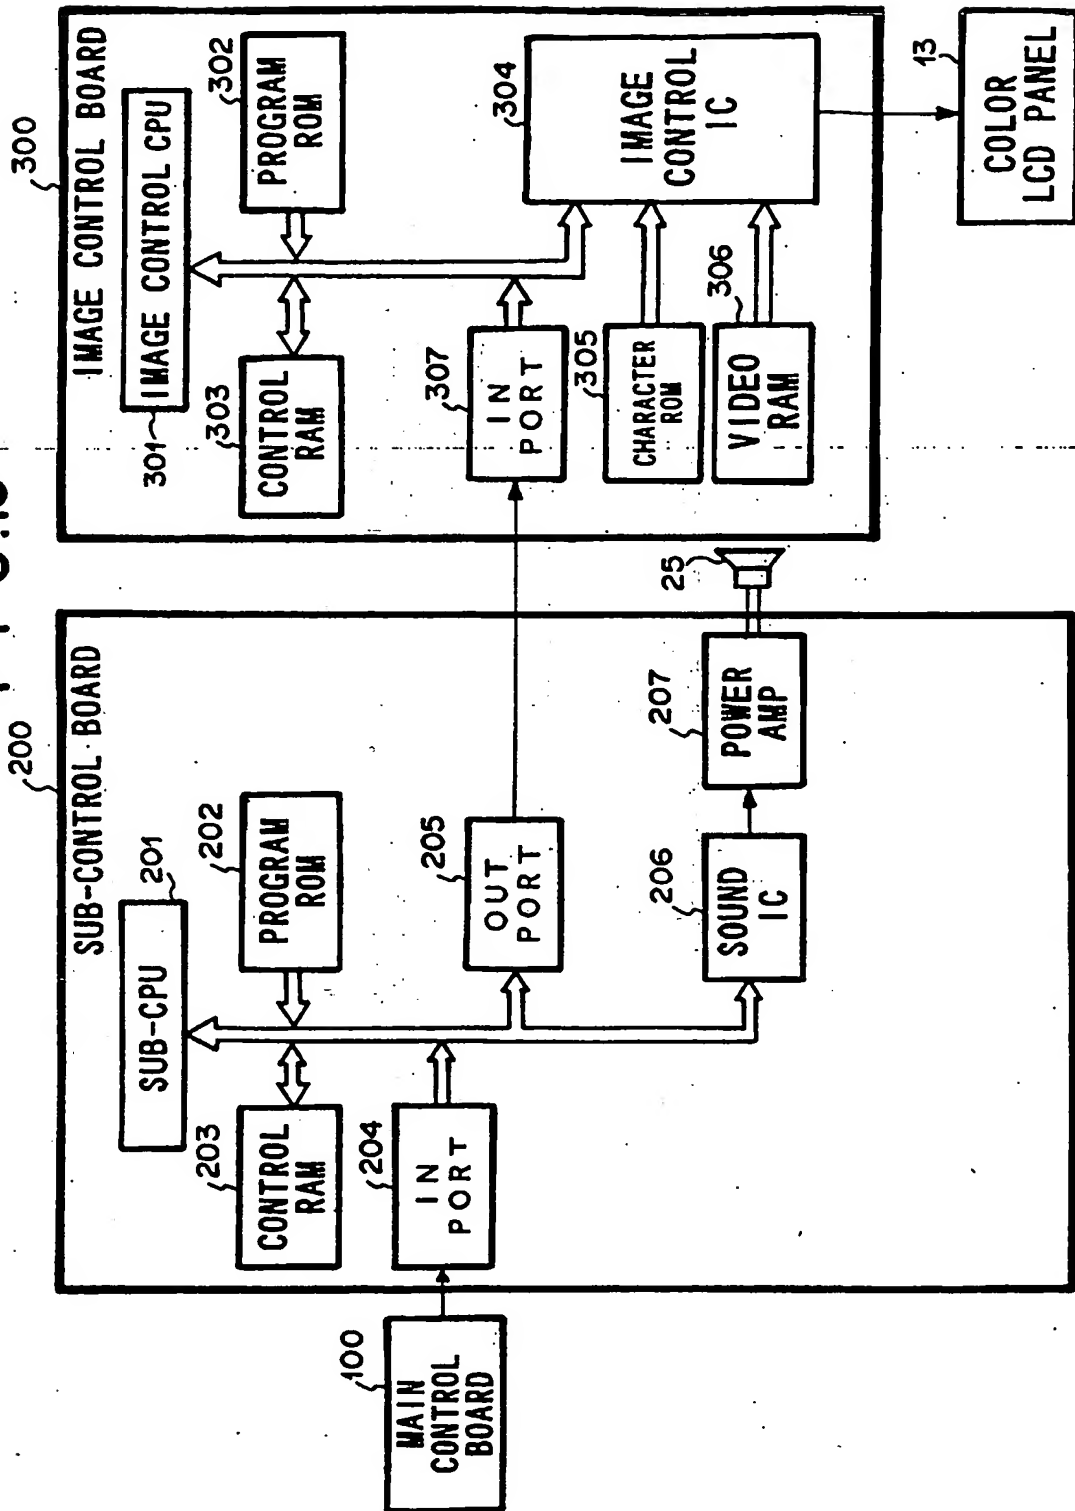 200
SUB-CONTROL BOARD
201
SUB-CPU
202
PROGRAM
ROM
203
CONTROL
RAM
204
IN
PORT
205
OUT
PORT
206
SOUND
IC
207
POWER
AMP
25
100
MAIN
CONTROL
BOARD
300
IMAGE CONTROL BOARD
301
IMAGE CONTROL CPU
302
PROGRAM
ROM
303
CONTROL
RAM
304
IMAGE
CONTROL
IC
307
IN
PORT
305
CHARACTER
ROM
306
VIDEO
RAM
13
COLOR
LCD PANEL